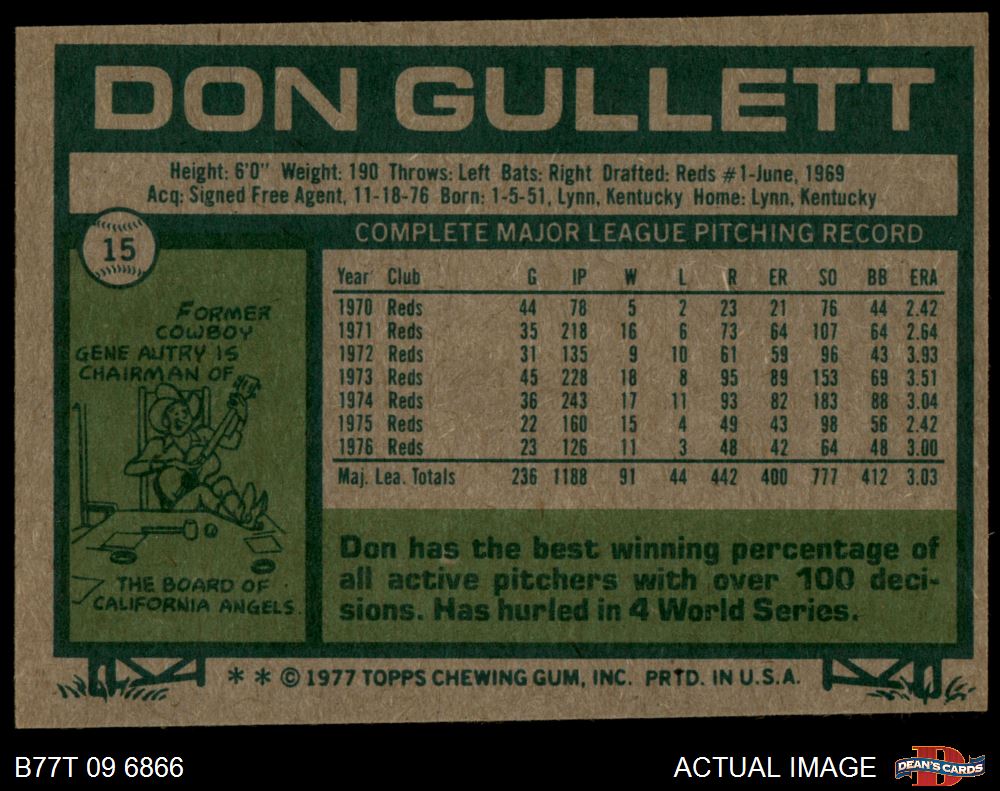 DON GULLETT
Height: 6'0" Weight: 190 Throws: Left Bats: Right Drafted: Reds #1-June, 1969
Acq: Signed Free Agent, 11-18-76 Born: 1-5-51, Lynn, Kentucky Home: Lynn, Kentucky
15
COMPLETE MAJOR LEAGUE PITCHING RECORD
Year Club G IP W L R ER SO BB ERA
1970 Reds 44 78 5 2 23 21 76 44 2.42
1971 Reds 35 218 16 6 73 64 107 64 2.64
1972 Reds 31 135 9 10 61 59 96 43 3.93
1973 Reds 45 228 18 8 95 89 153 69 3.51
1974 Reds 36 243 17 11 93 82 183 88 3.04
1975 Reds 22 160 15 4 49 43 98 56 2.42
1976 Reds 23 126 11 3 48 42 64 48 3.00
Maj. Lea. Totals 236 1188 91 44 442 400 777 412 3.03
FORMER
COWBOY
GENE AUTRY IS
CHAIRMAN OF
THE BOARD OF
CALIFORNIA ANGELS.
Don has the best winning percentage of
all active pitchers with over 100 deci-
sions. Has hurled in 4 World Series.
* * © 1977 TOPPS CHEWING GUM, INC. PRTD. IN U.S.A.
B77T 09 6866
ACTUAL IMAGE
DEAN'S CARDS